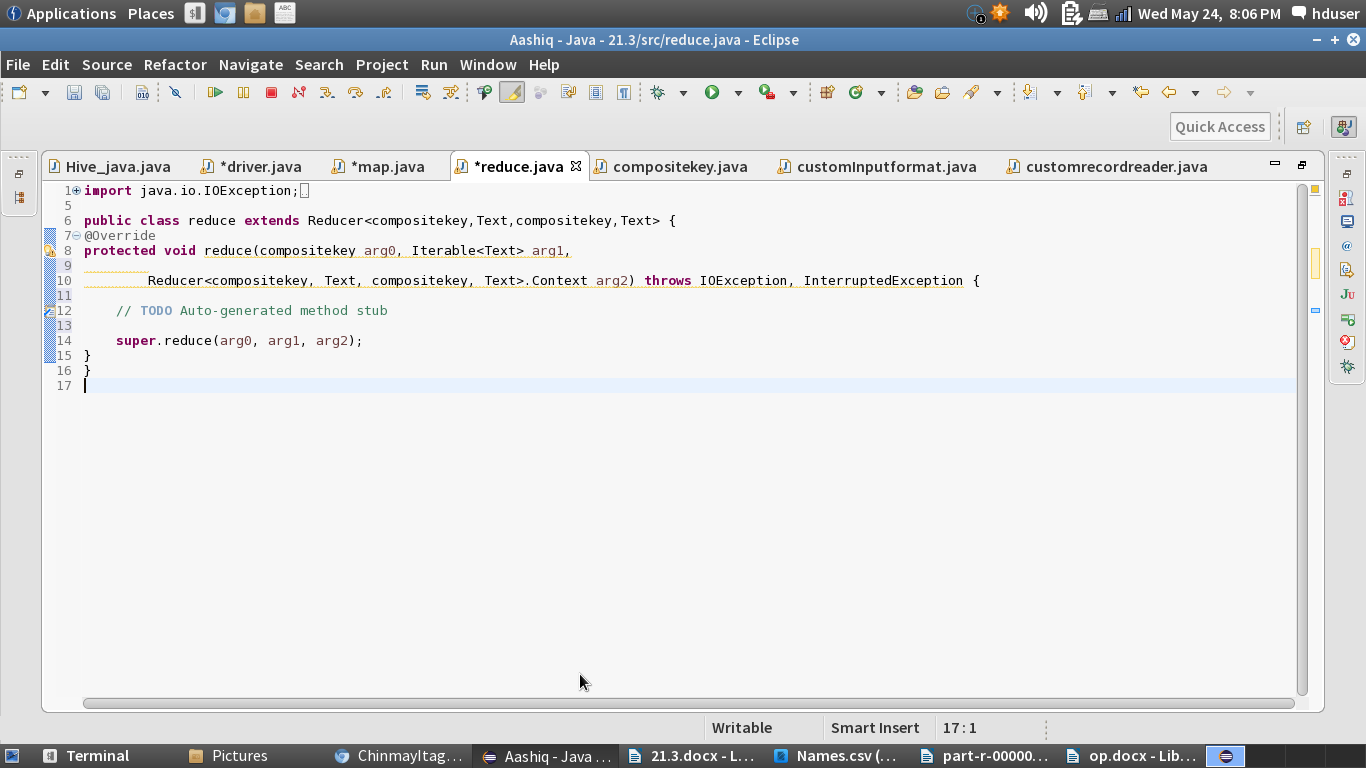 Applications Places Wed May 24, 8:06 PM hduser
Aashiq - Java - 21.3/src/reduce.java - Eclipse
File Edit Source Refactor Navigate Search Project Run Window Help
Quick Access
Hive_java.java *driver.java *map.java *reduce.java compositekey.java customInputformat.java customrecordreader.java
1 import java.io.IOException;
5
6 public class reduce extends Reducer<compositekey,Text,compositekey,Text> {
7 @Override
8 protected void reduce(compositekey arg0, Iterable<Text> arg1,
9
10 Reducer<compositekey, Text, compositekey, Text>.Context arg2) throws IOException, InterruptedException {
11
12 // TODO Auto-generated method stub
13
14 super.reduce(arg0, arg1, arg2);
15 }
16 }
17
Writable Smart Insert 17 : 1
Terminal Pictures ChinmayItag... Aashiq - Java ... 21.3.docx - L... Names.csv (... part-r-00000... op.docx - Lib...